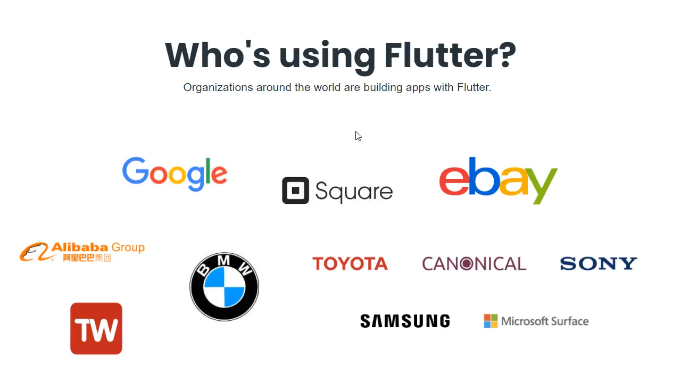 Who's using Flutter?
Organizations around the world are building apps with Flutter.
Google
Square
ebay
Alibaba Group
阿里巴巴集团
BMW
TOYOTA
CANONICAL
SONY
TW
SAMSUNG
Microsoft Surface